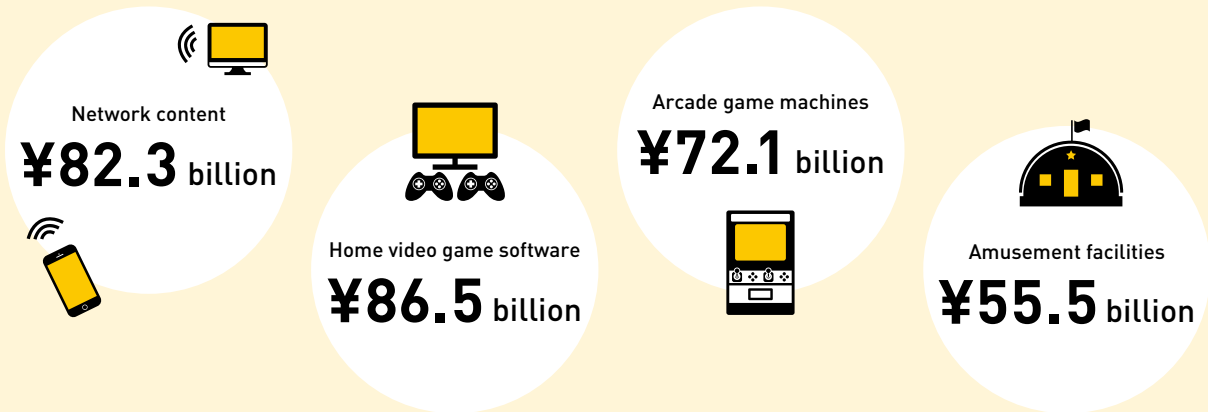 Network content
¥82.3 billion
Home video game software
¥86.5 billion
Arcade game machines
¥72.1 billion
Amusement facilities
¥55.5 billion